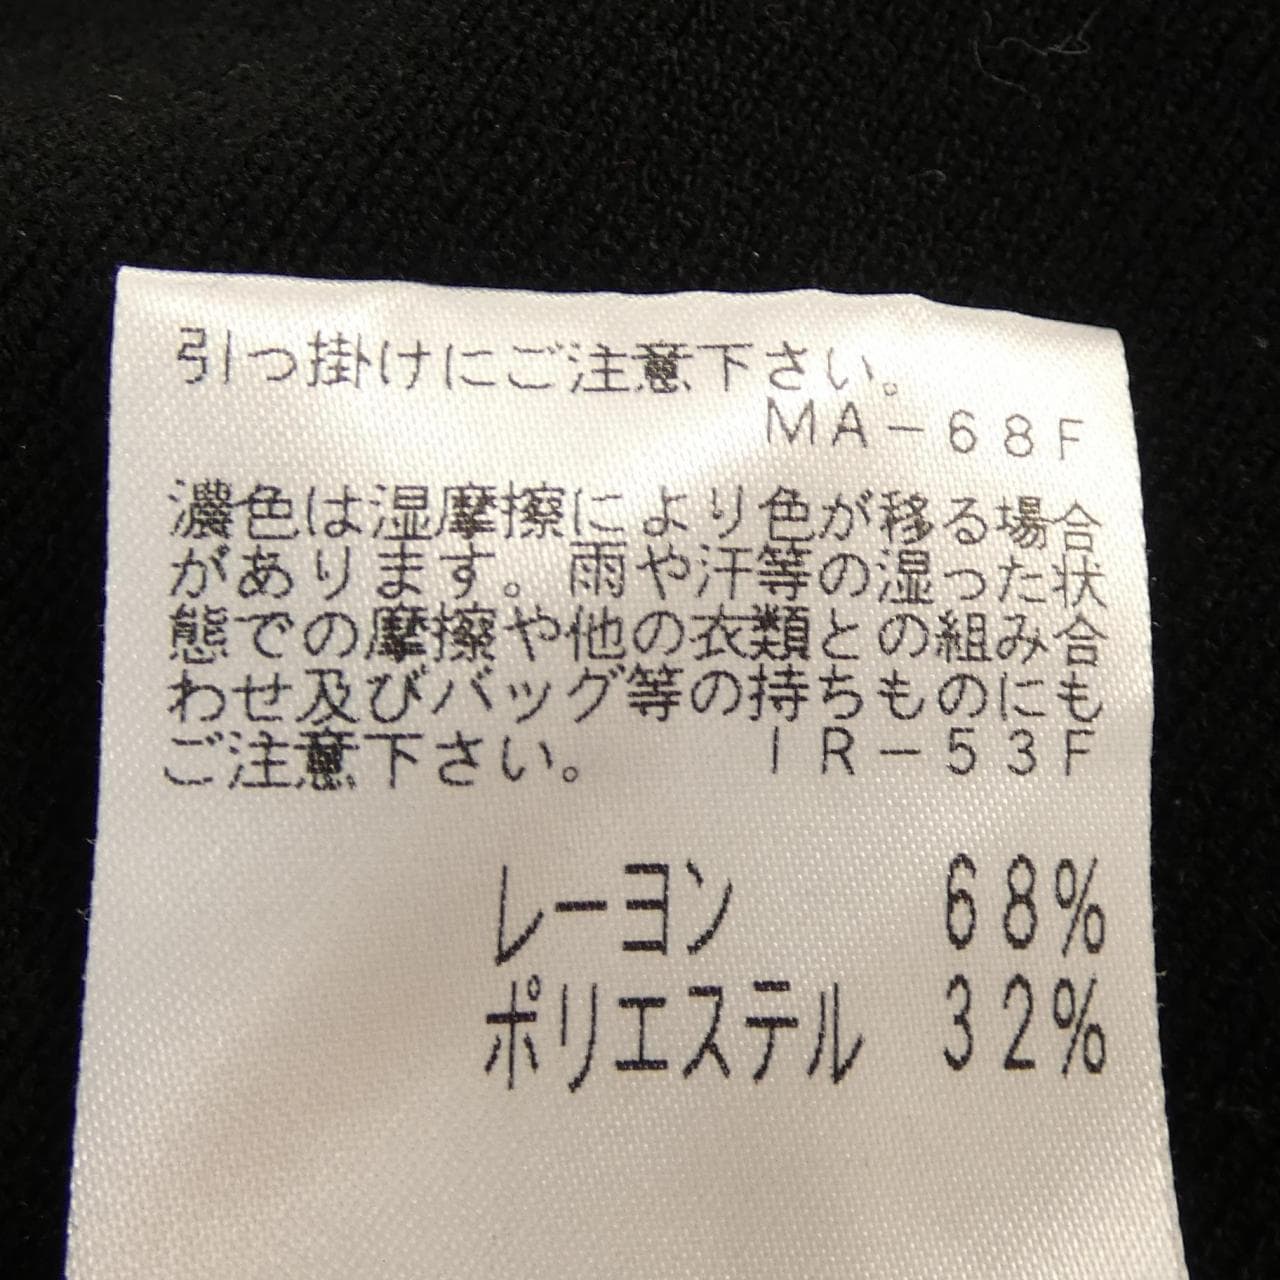 引っ掛けにご注意下さい。
ＭＡ－６８Ｆ
濃色は湿摩擦により色が移る場合
があります。雨や汗等の湿った状
態での摩擦や他の衣類との組み合
わせ及びバッグ等の持ちものにも
ご注意下さい。　ＩＲ－５３Ｆ
レーヨン 68%
ポリエステル 32%